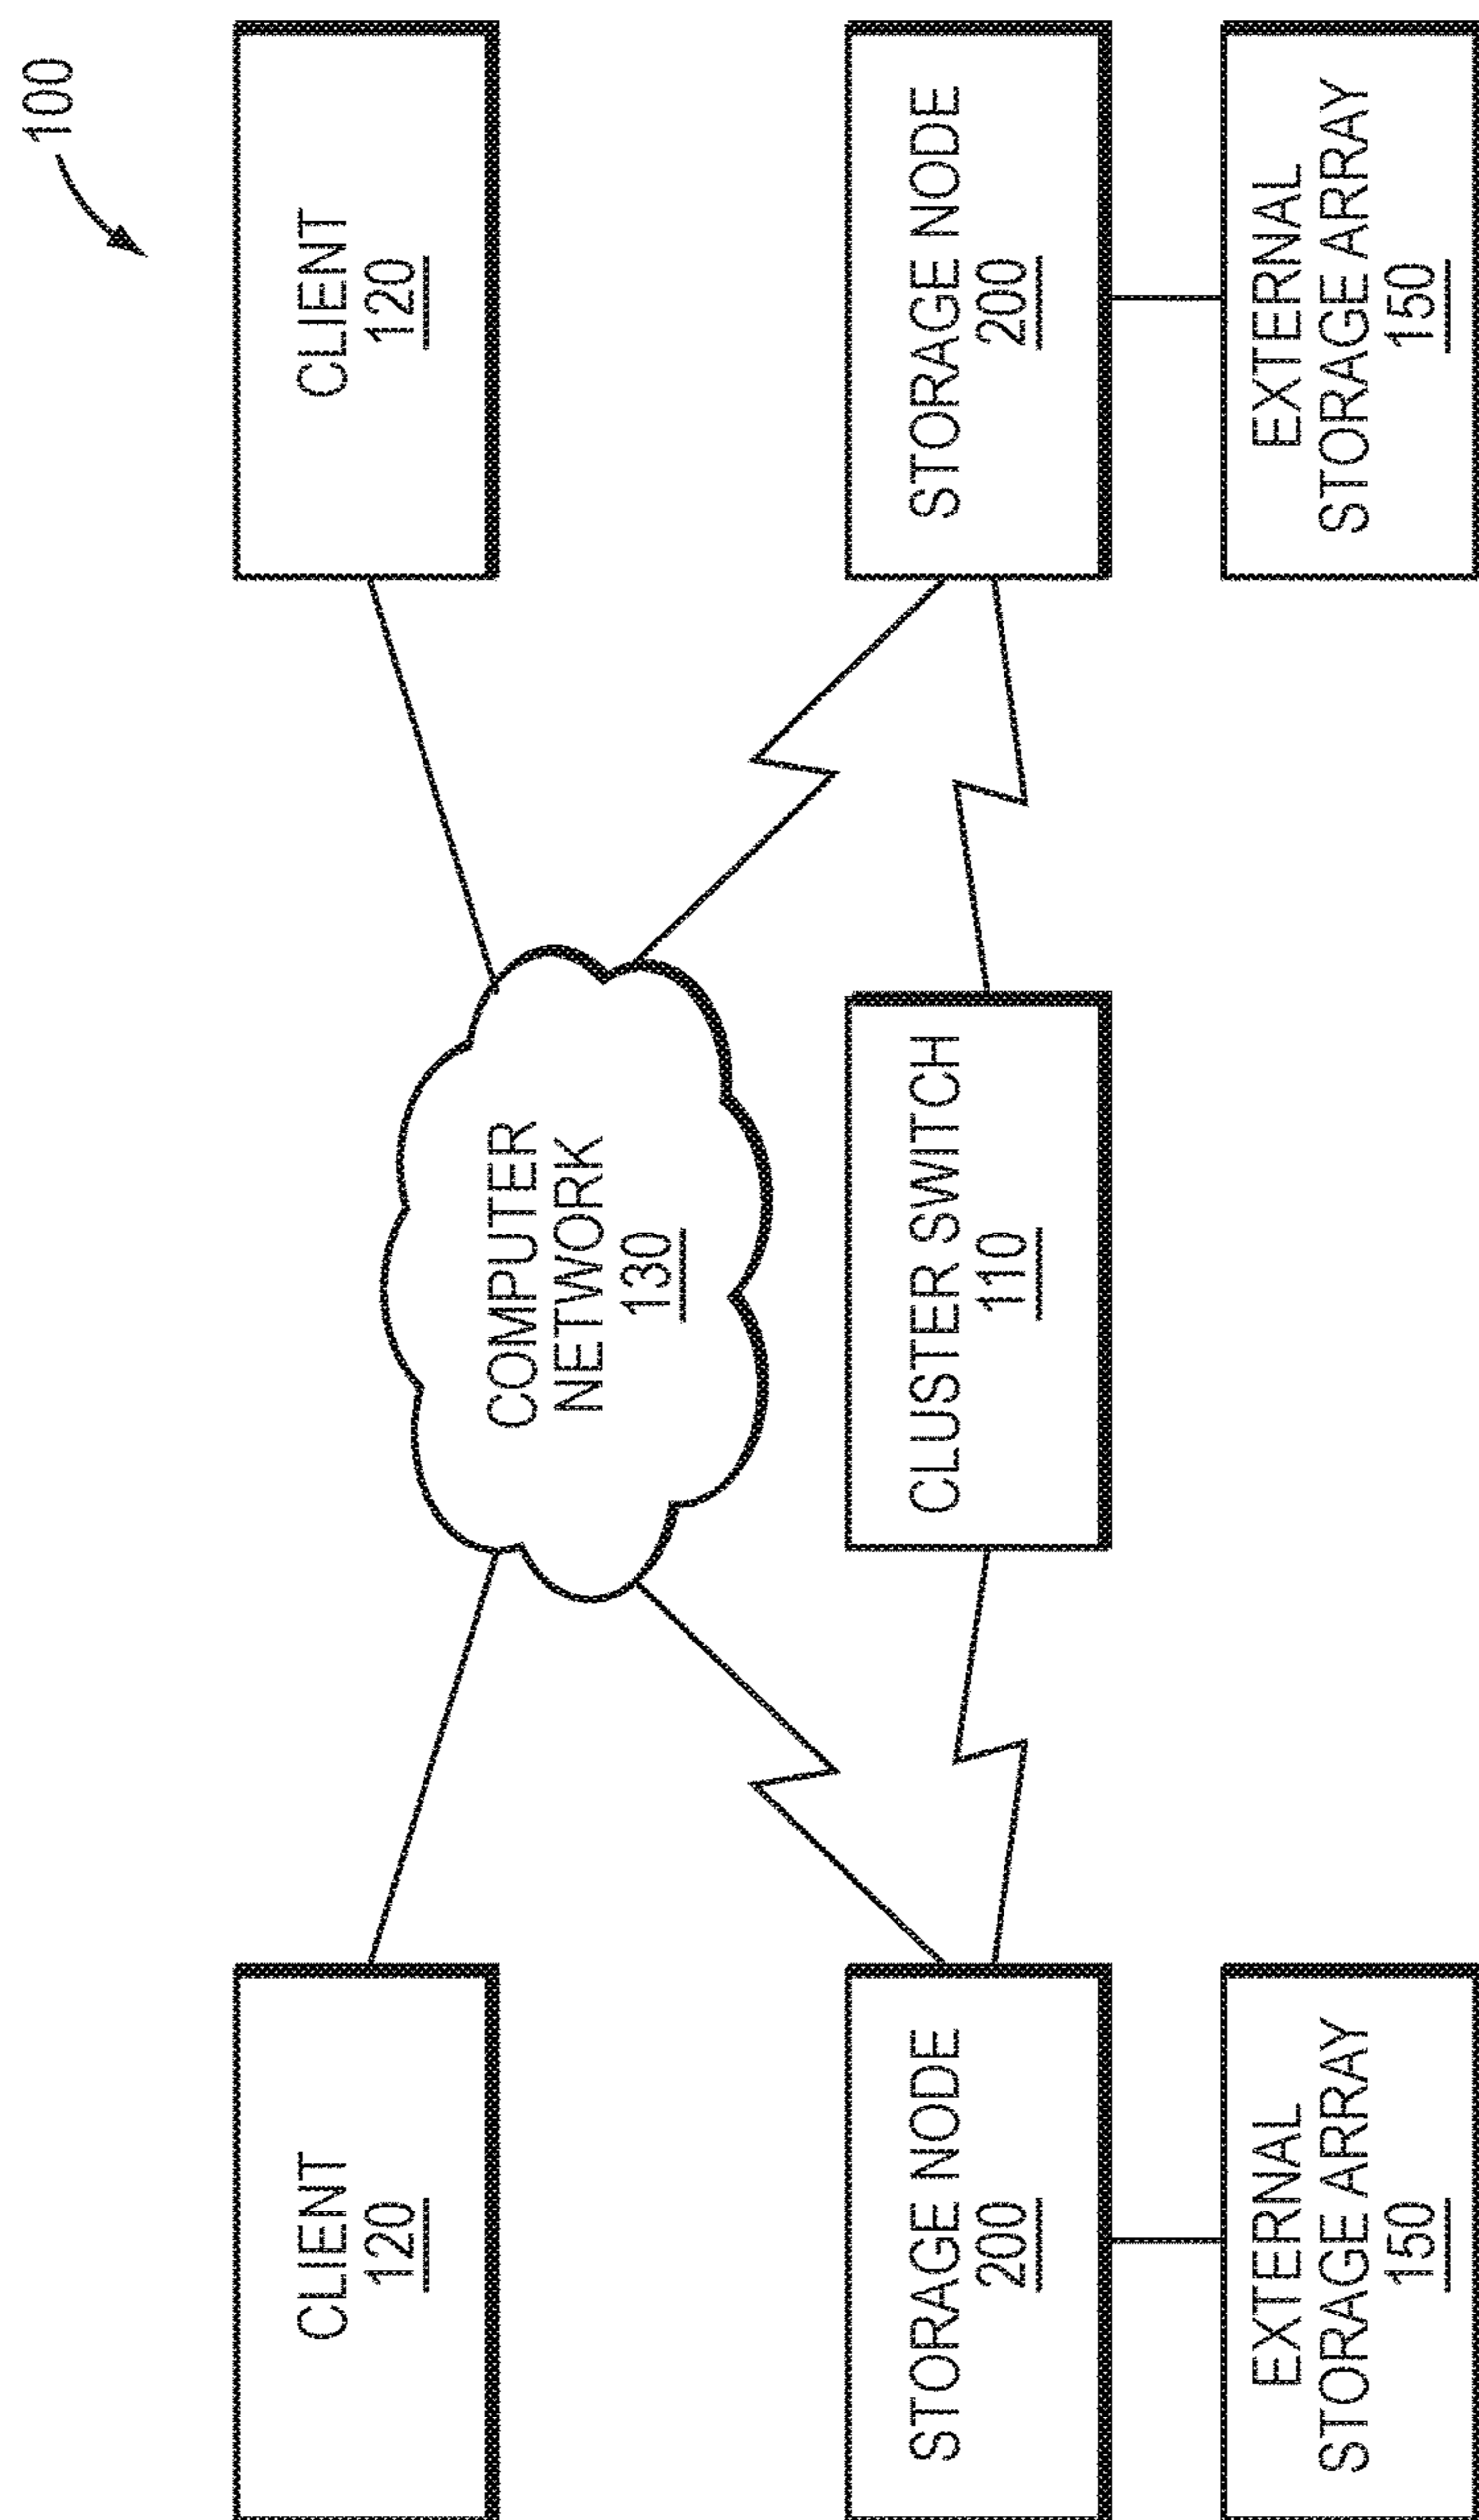 100
CLIENT
120
CLIENT
120
COMPUTER
NETWORK
130
STORAGE NODE
200
CLUSTER SWITCH
110
STORAGE NODE
200
EXTERNAL
STORAGE ARRAY
150
EXTERNAL
STORAGE ARRAY
150